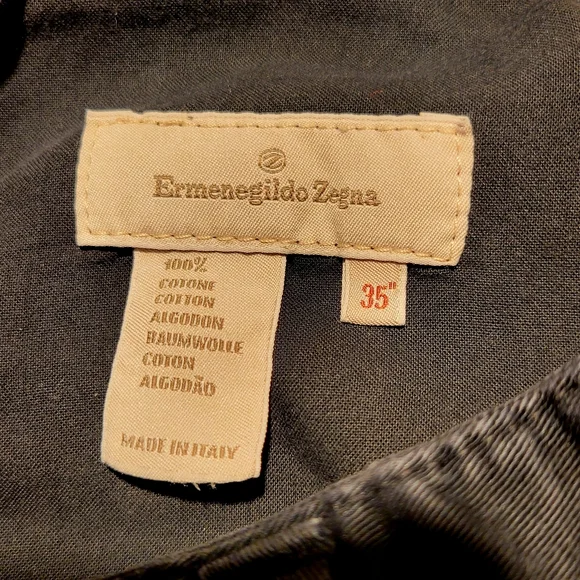 Ermenegildo Zegna
100%
COTONE
COTTON
ALGODON
BAUMWOLLE
COTON
ALGODÃO
MADE IN ITALY
35"